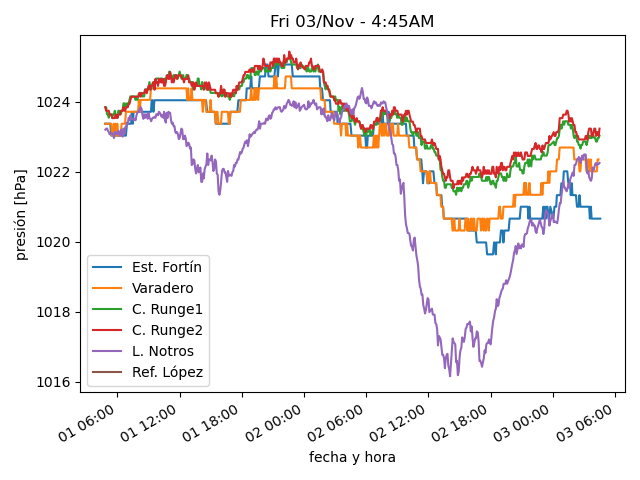 Fri 03/Nov - 4:45AM
presión [hPa]
1024
1022
1020
1018
1016
Est. Fortín
Varadero
C. Runge1
C. Runge2
L. Notros
Ref. López
01 06:00
01 12:00
01 18:00
02 00:00
02 06:00
02 12:00
02 18:00
03 00:00
03 06:00
fecha y hora